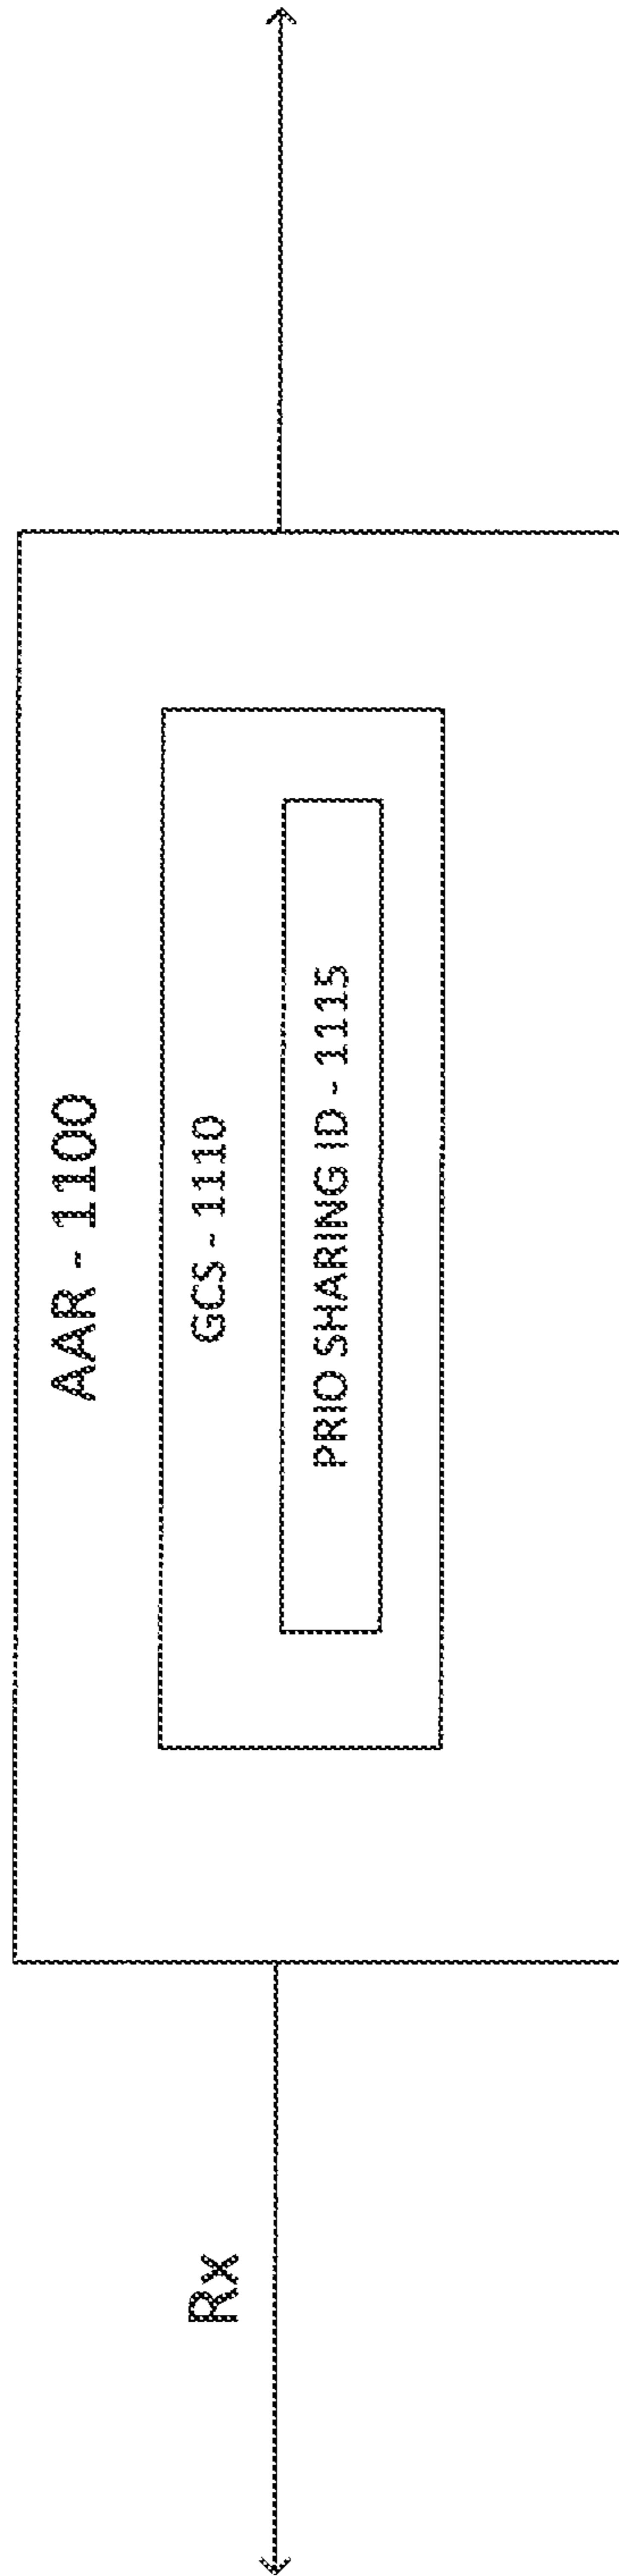 Rx
AAR - 1100
GCS - 1110
PRIO SHARING ID - 1115